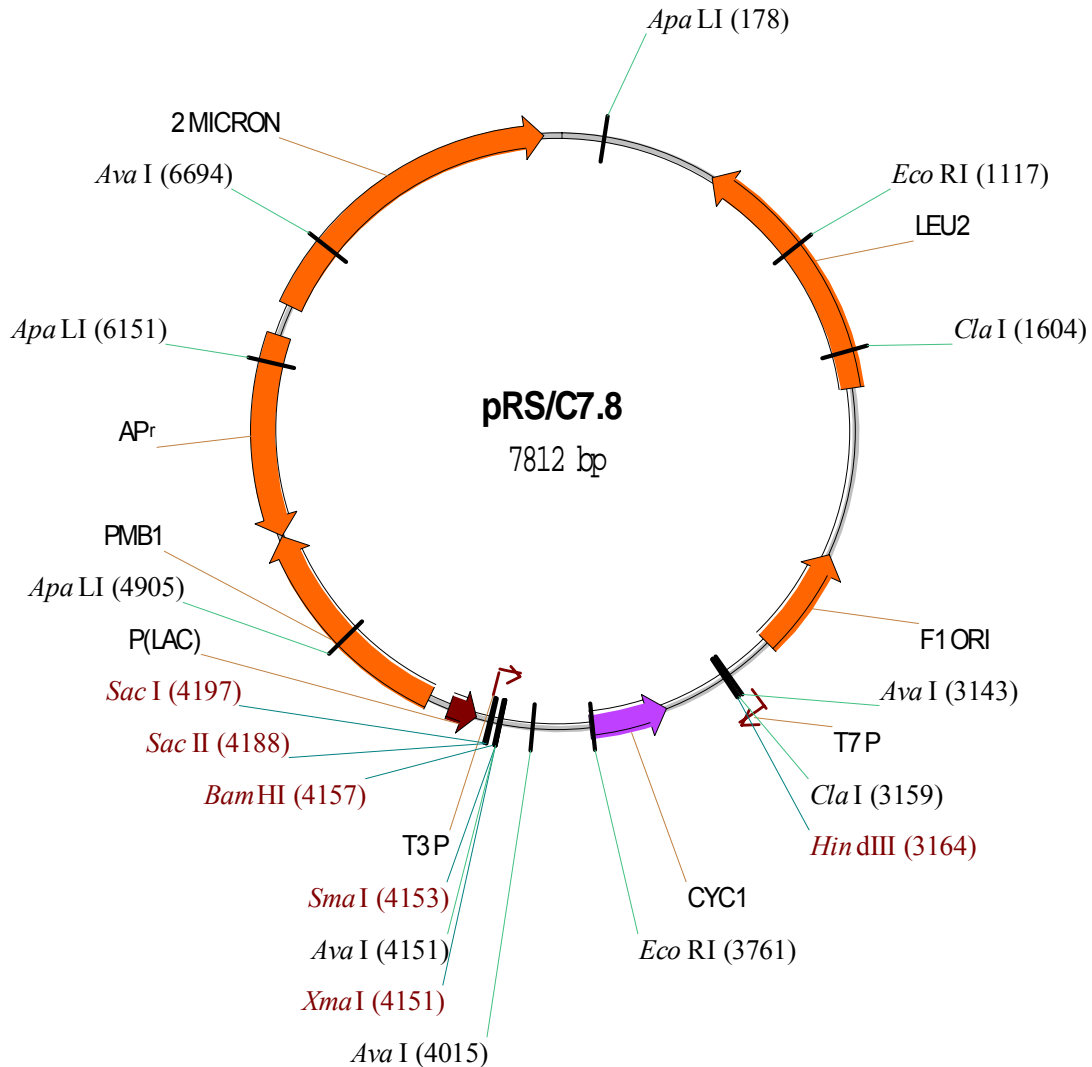 Apa LI (178)
2 MICRON
Ava I (6694)
Eco RI (1117)
LEU2
Apa LI (6151)
Cla I (1604)
pRS/C7.8
7812 bp
APr
PMB1
Apa LI (4905)
P(LAC)
F1 ORI
Sac I (4197)
Ava I (3143)
Sac II (4188)
T7 P
BamHI (4157)
Cla I (3159)
T3 P
Hin dIII (3164)
Sma I (4153)
CYC1
Ava I (4151)
Eco RI (3761)
Xma I (4151)
Ava I (4015)